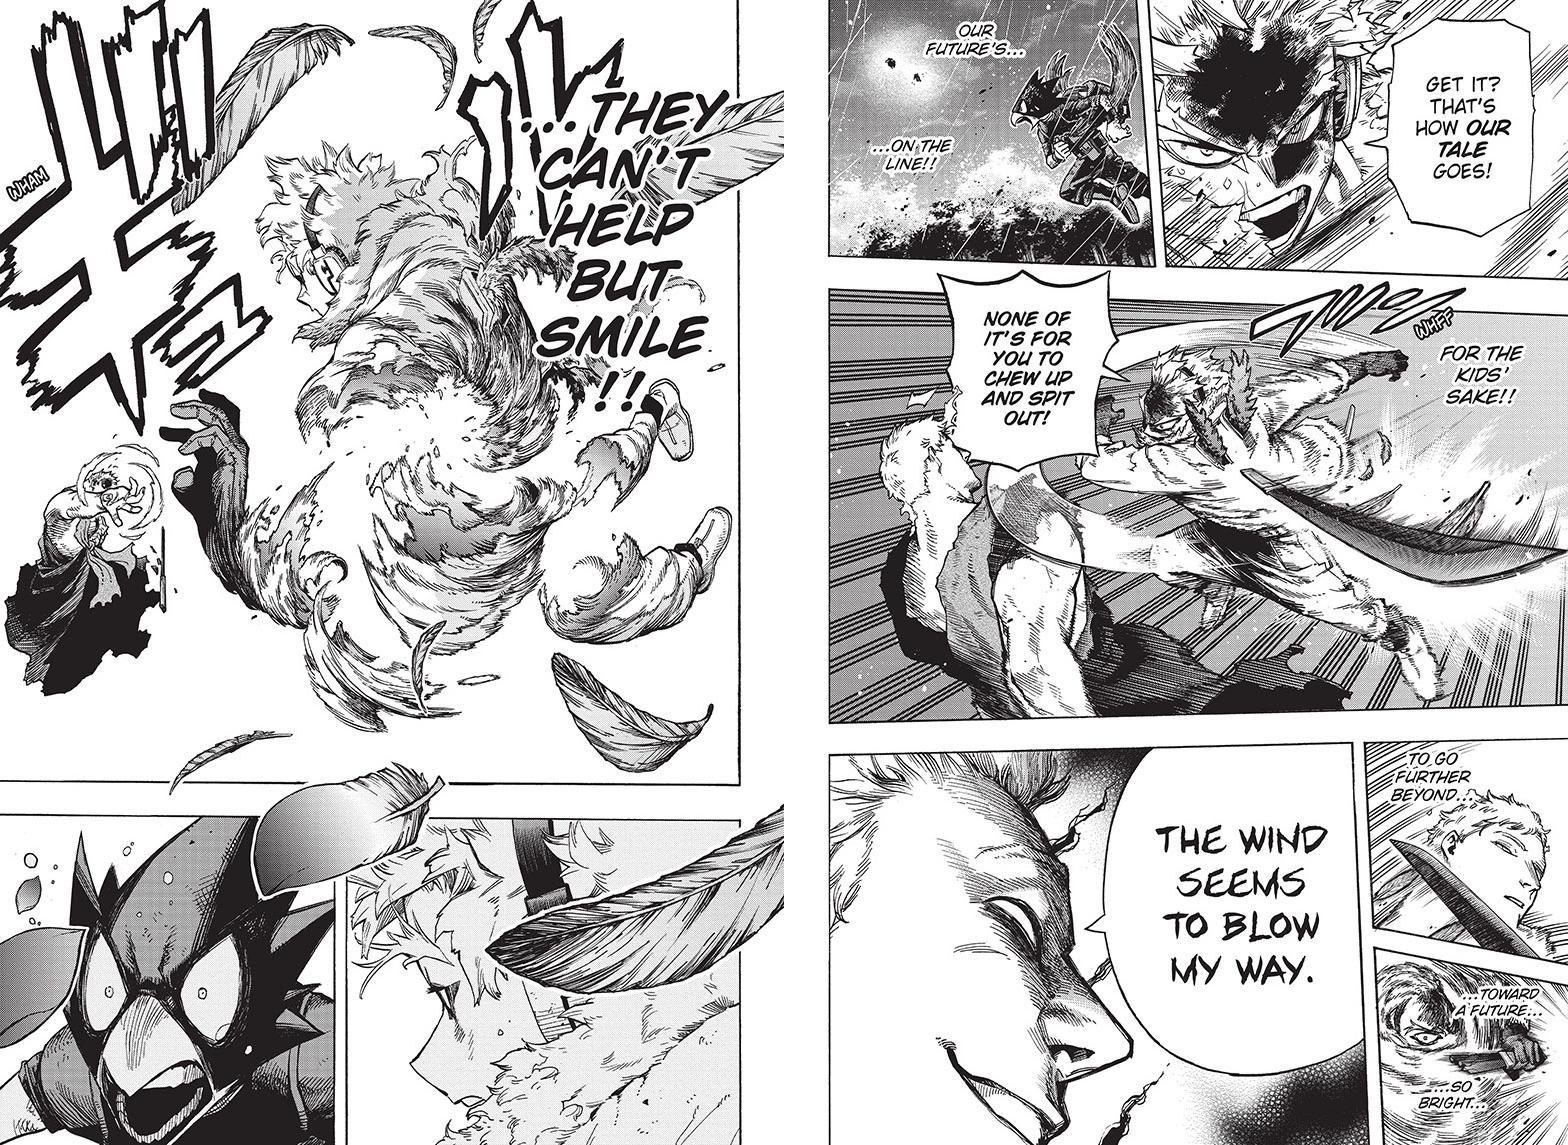 GET IT?
THAT'S
HOW OUR
TALE
GOES!
OUR
FUTURE'S...
...ON THE
LINE!!
WHFF
FOR THE
KIDS'
SAKE!!
NONE OF
IT'S FOR
YOU TO
CHEW UP
AND SPIT
OUT!
TO GO
FURTHER
BEYOND...
...TOWARD
A FUTURE...
...SO
BRIGHT...
THE WIND
SEEMS
TO BLOW
MY WAY.
...THEY
CAN'T
HELP
BUT
SMILE
!!
WHAM